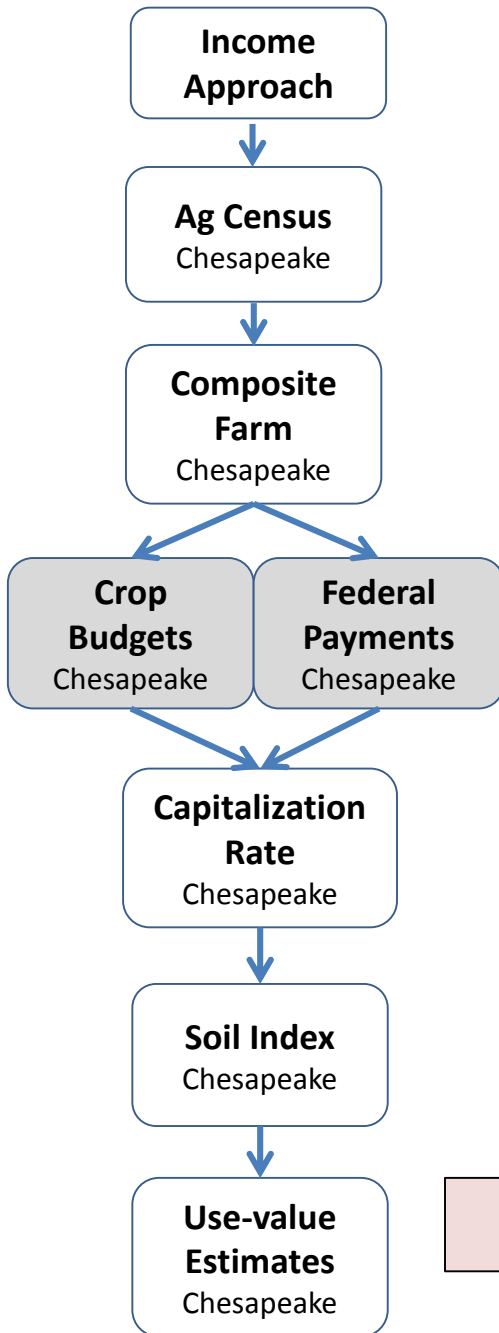 Income
Approach
Ag Census
Chesapeake
Composite
Farm
Chesapeake
Crop
Budgets
Chesapeake
Federal
Payments
Chesapeake
Capitalization
Rate
Chesapeake
Soil Index
Chesapeake
Use-value
Estimates
Chesapeake